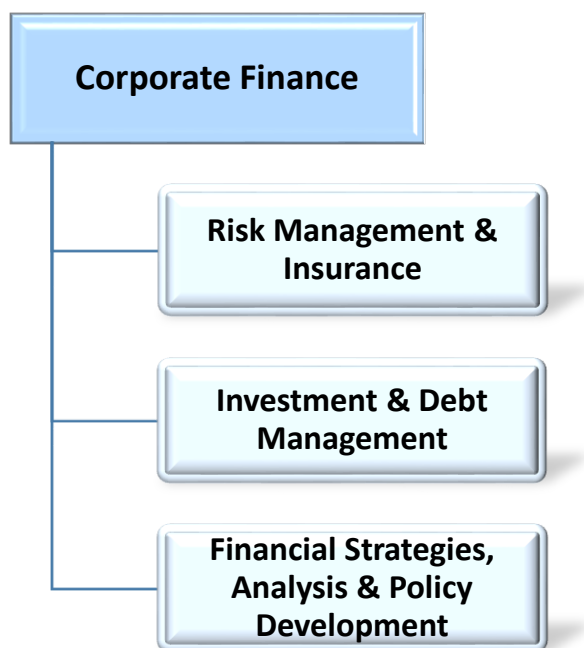 Corporate Finance
Risk Management &
Insurance
Investment & Debt
Management
Financial Strategies,
Analysis & Policy
Development